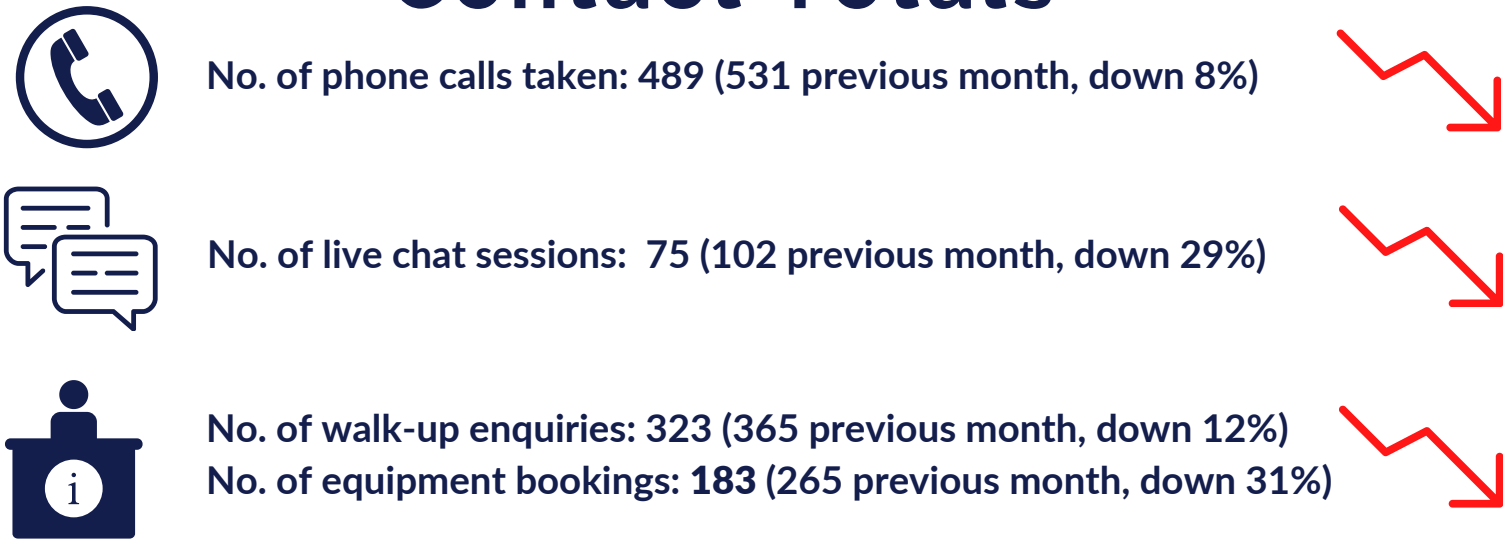 Contact Totals
No. of phone calls taken: 489 (531 previous month, down 8%)
No. of live chat sessions:  75 (102 previous month, down 29%)
No. of walk-up enquiries: 323 (365 previous month, down 12%)
No. of equipment bookings: 183 (265 previous month, down 31%)
i